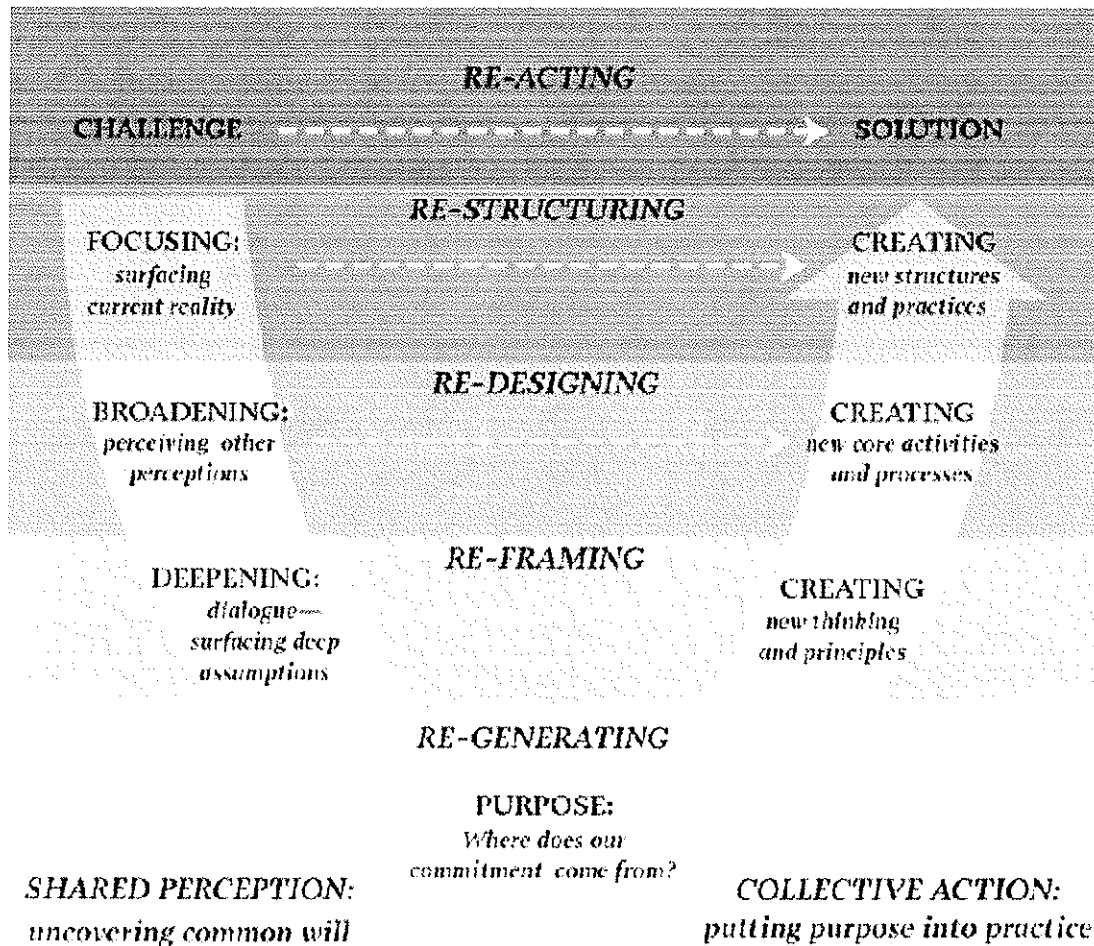 RE-ACTING
CHALLENGE
SOLUTION
RE-STRUCTURING
FOCUSING:
surfacing
current reality
CREATING
new structures
and practices
RE-DESIGNING
BROADENING:
perceiving other
perceptions
CREATING
new core activities
and processes
RE-FRAMING
DEEPENING:
dialogue—
surfacing deep
assumptions
CREATING
new thinking
and principles
RE-GENERATING
PURPOSE:
Where does our
commitment come from?
SHARED PERCEPTION:
uncovering common will
COLLECTIVE ACTION:
putting purpose into practice